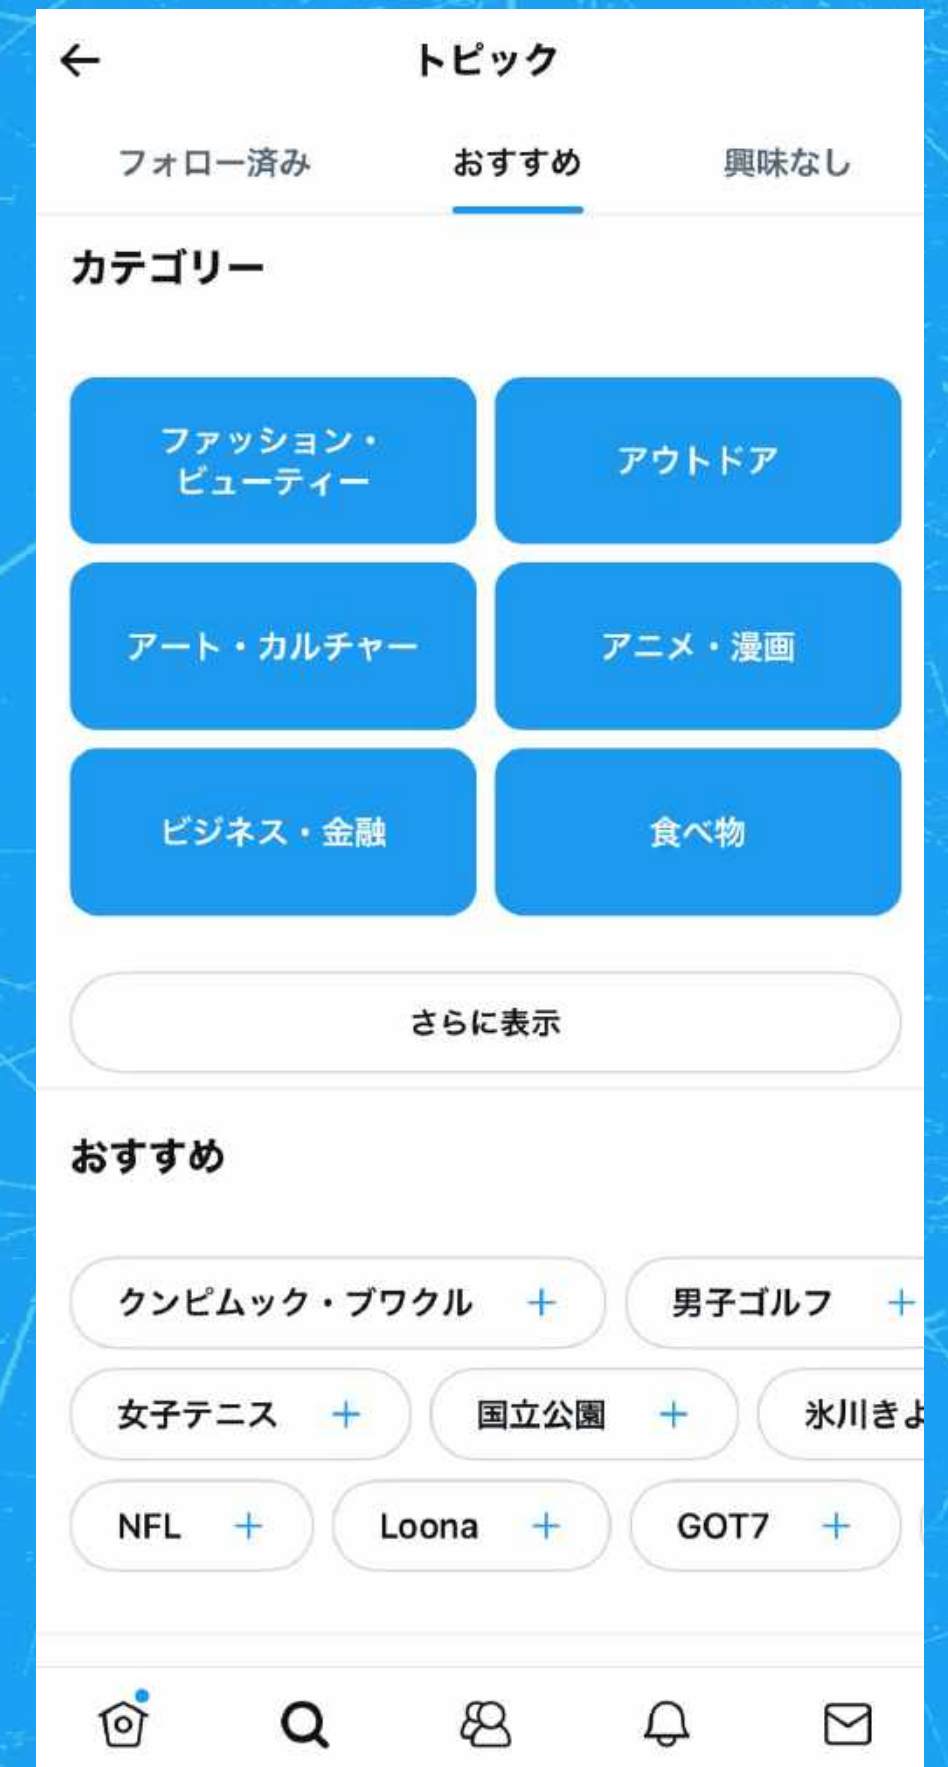 トピック
フォロー済み おすすめ 興味なし
カテゴリー
ファッション・
ビューティー
アウトドア
アート・カルチャー
アニメ・漫画
ビジネス・金融
食べ物
さらに表示
おすすめ
クンピムック・ブワクル + 男子ゴルフ +
女子テニス + 国立公園 + 氷川きよ
NFL + Loona + GOT7 +